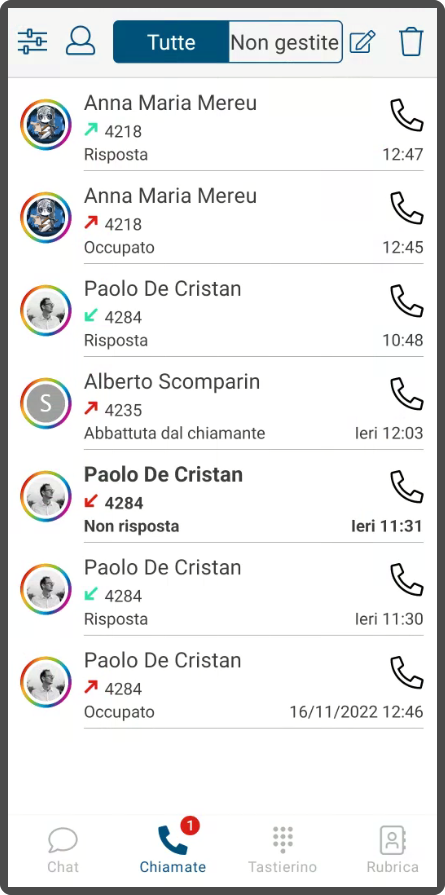 Tutte Non gestite
Anna Maria Mereu
4218
Risposta 12:47
Anna Maria Mereu
4218
Occupato 12:45
Paolo De Cristan
4284
Risposta 10:48
S
Alberto Scomparin
4235
Abbattuta dal chiamante Ieri 12:03
Paolo De Cristan
4284
Non risposta Ieri 11:31
Paolo De Cristan
4284
Risposta Ieri 11:30
Paolo De Cristan
4284
Occupato 16/11/2022 12:46
1
Chat Chiamate Tastierino Rubrica